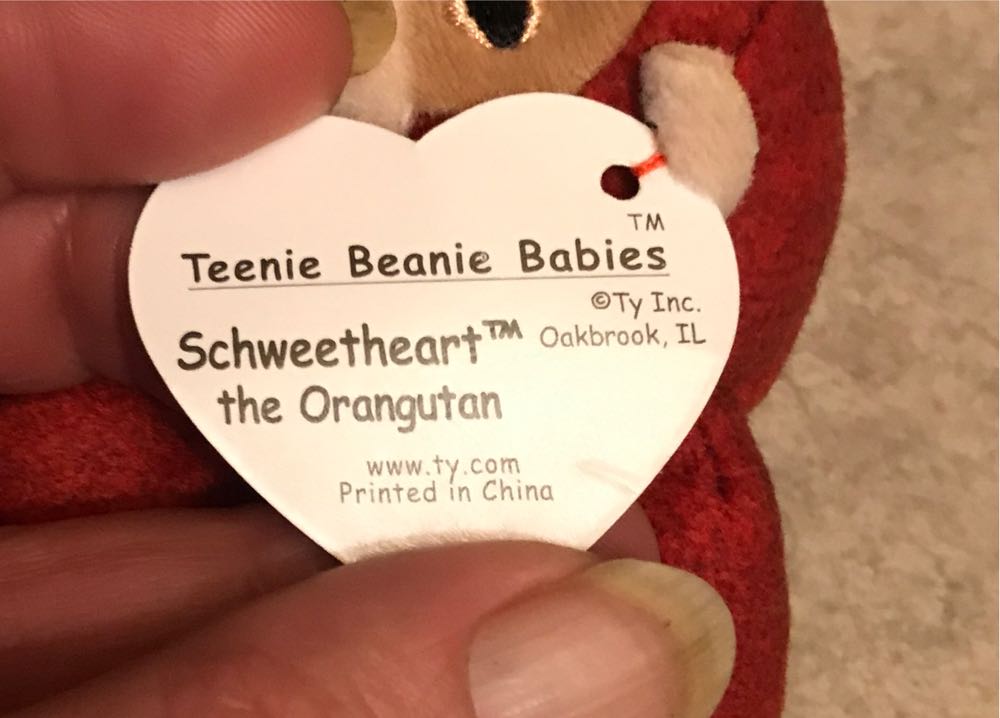 TM
Teenie Beanie Babies
©Ty Inc.
Schweetheart™ Oakbrook, IL
the Orangutan
www.ty.com
Printed in China